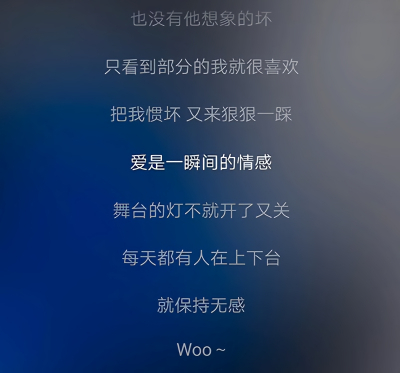 也没有他想象的坏
只看到部分的我就很喜欢
把我惯坏 又来狠狠一踩
爱是一瞬间的情感
舞台的灯不就开了又关
每天都有人在上下台
就保持无感
Woo ~